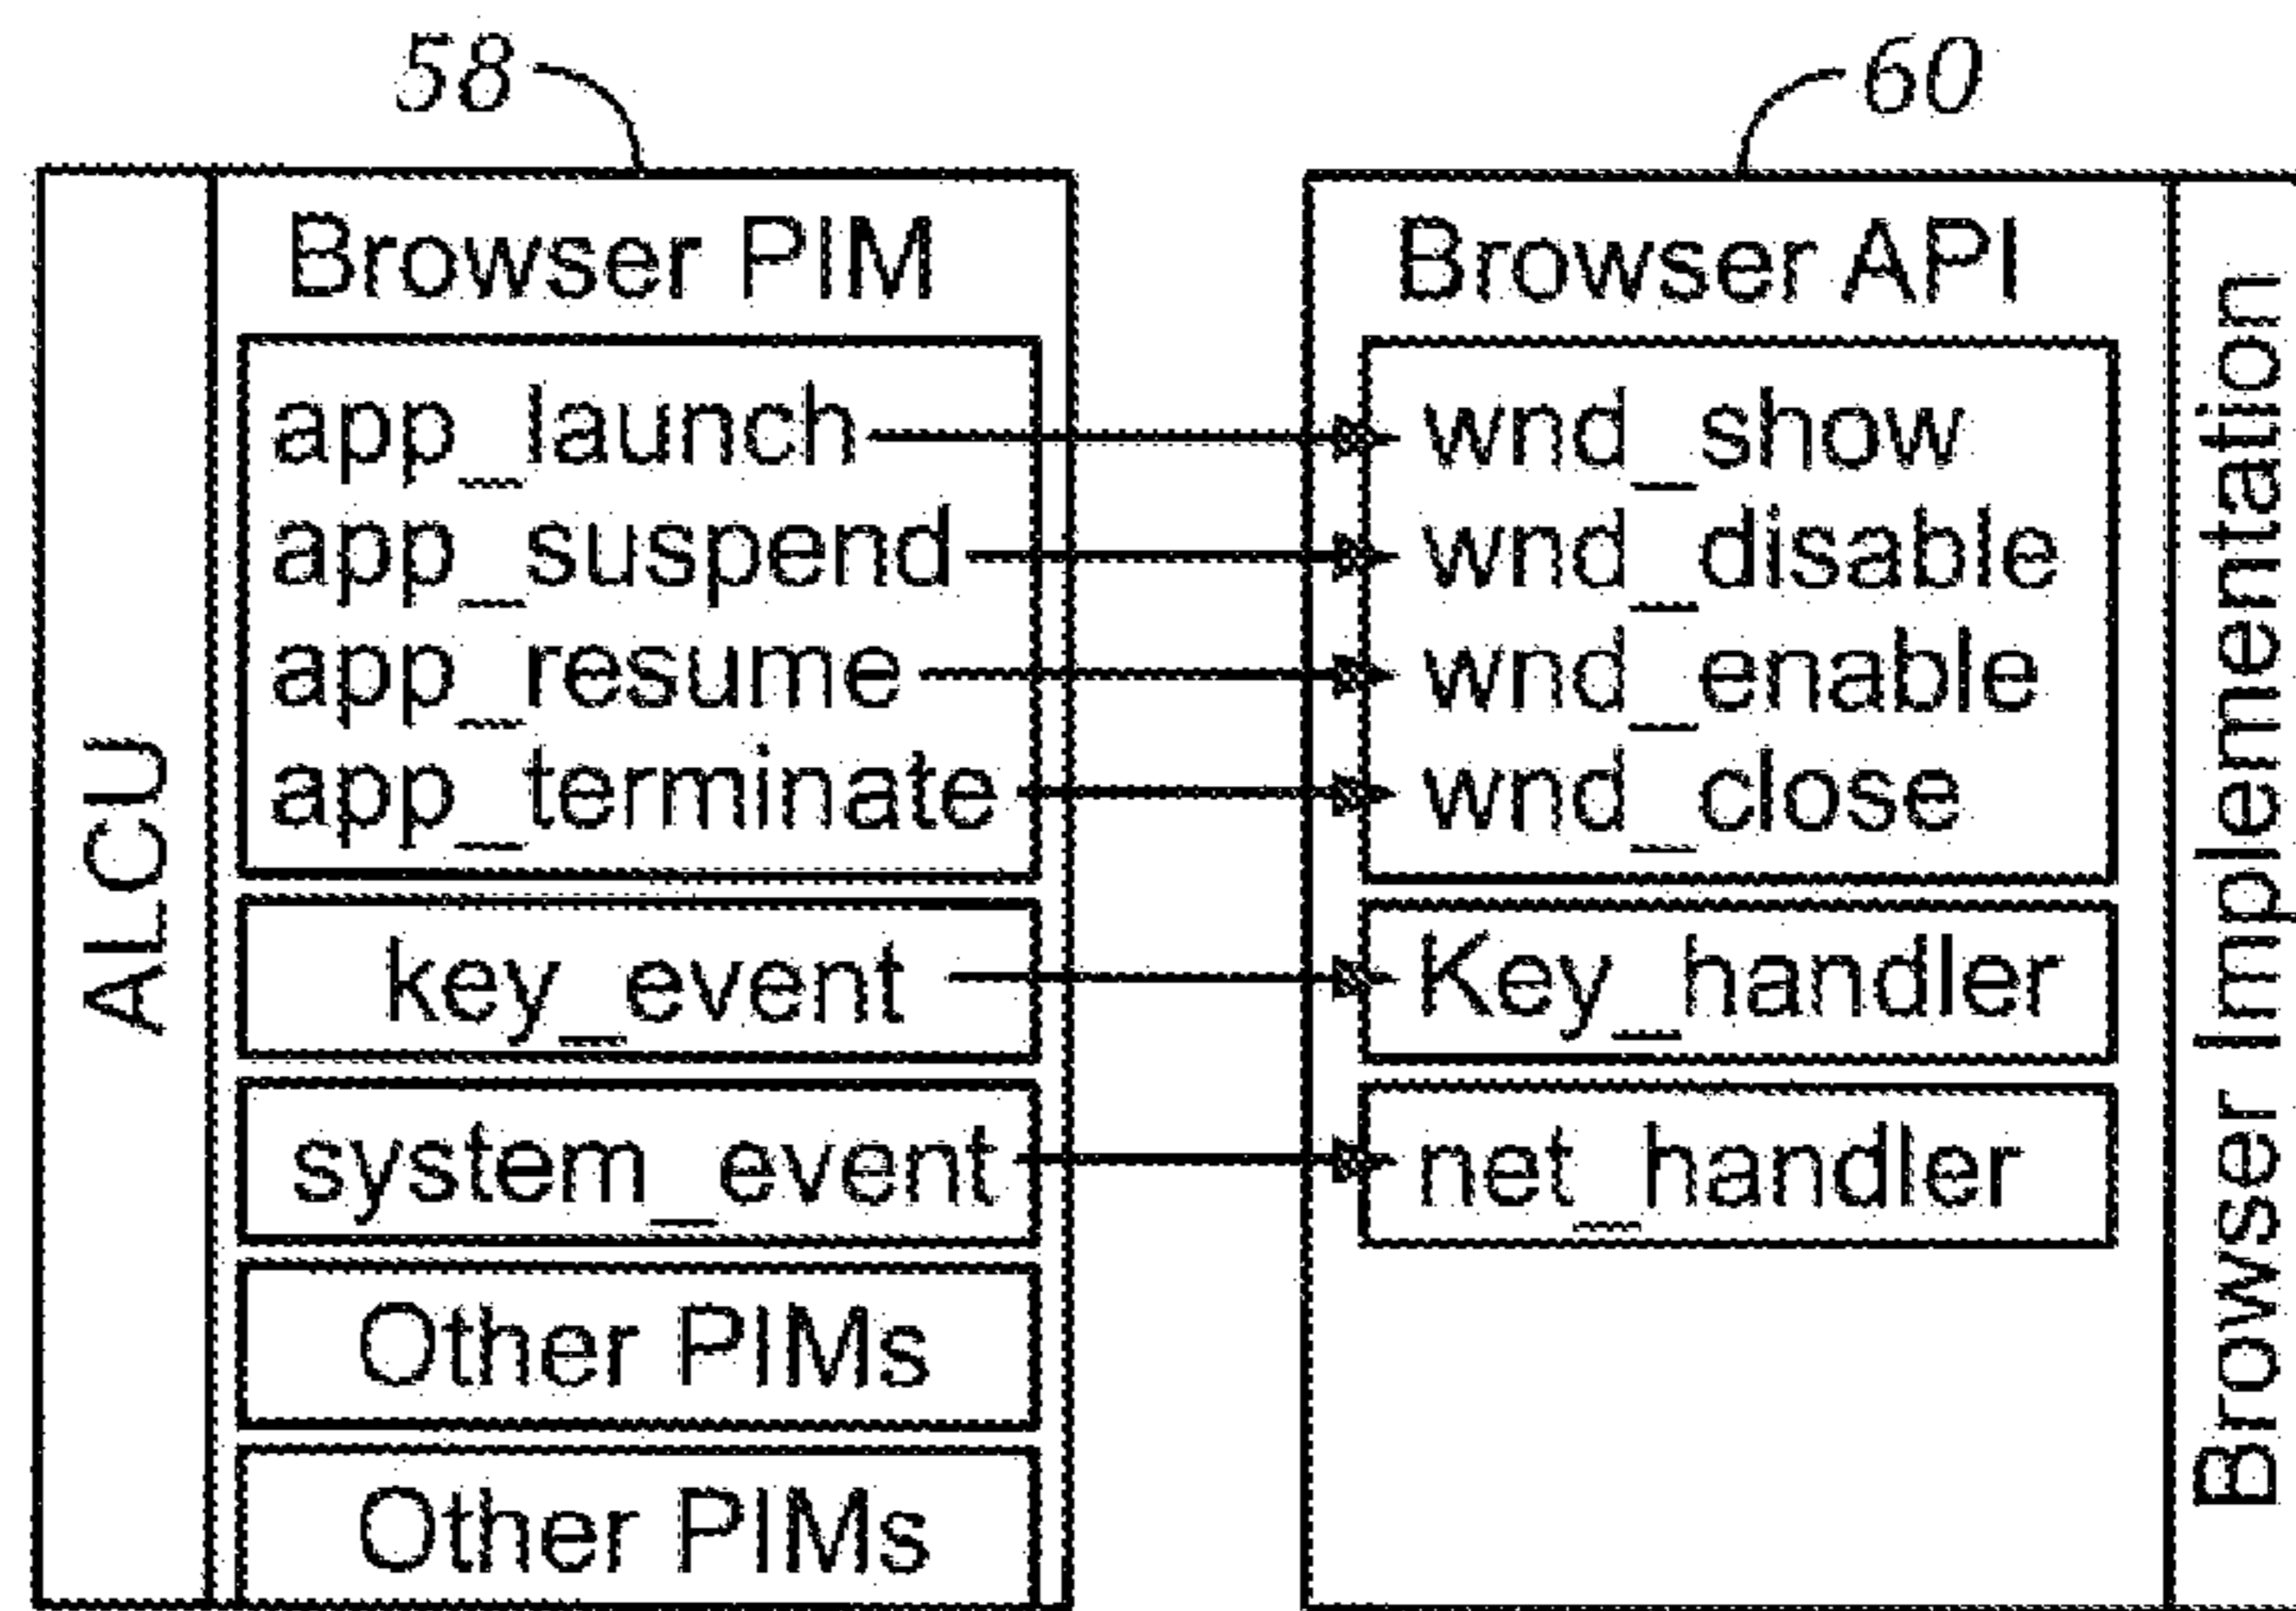 58
60
ALCU
Browser PIM
app_launch
app_suspend
app_resume
app_terminate
key_event
system_event
Other PIMs
Other PIMs
Browser API
wnd_show
wnd_disable
wnd_enable
wnd_close
Key_handler
net_handler
Browser Implementation